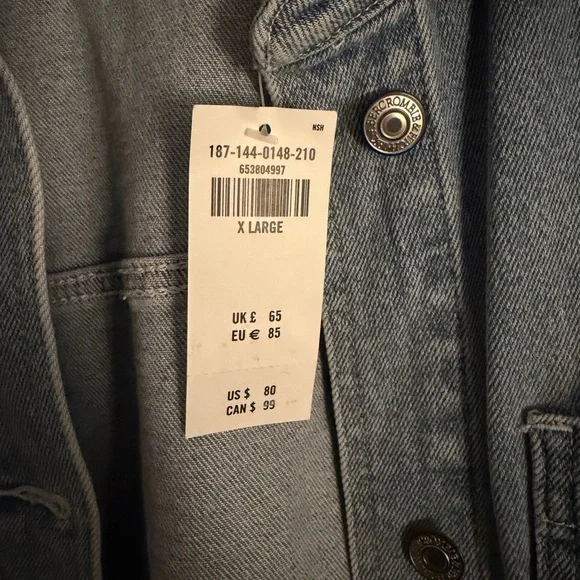 NSH
187-144-0148-210
653804997
X LARGE
UK £ 65
EU € 85
US $ 80
CAN $ 99
ABERCROMBIE &